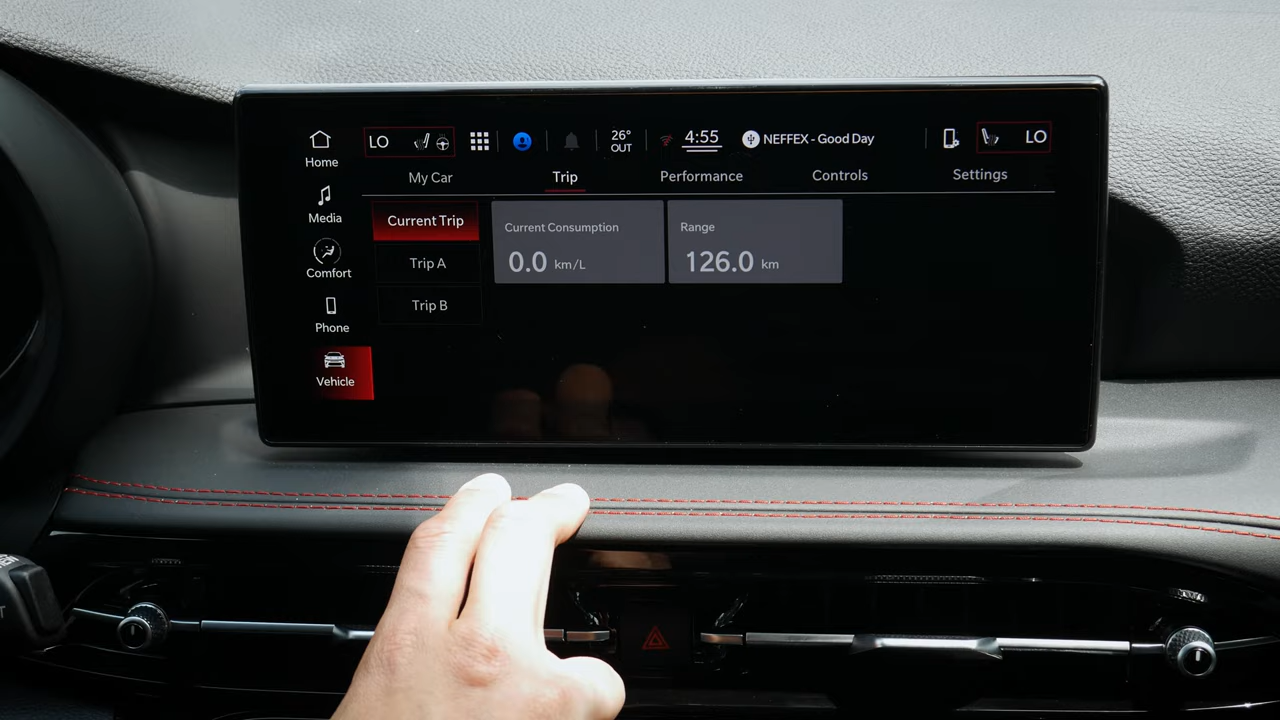 Home
LO
26°
OUT
4:55
NEFFEX - Good Day
LO
My Car
Trip
Performance
Controls
Settings
Media
Comfort
Phone
Vehicle
Current Trip
Trip A
Trip B
Current Consumption
0.0 km/L
Range
126.0 km